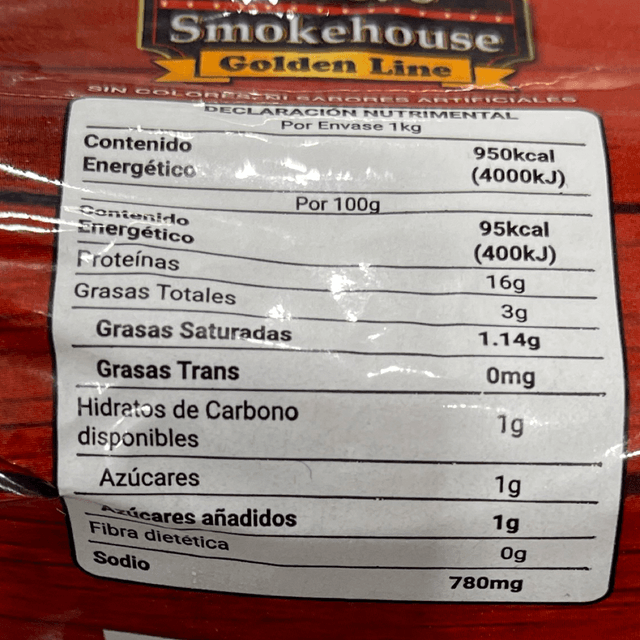 Smokehouse
Golden Line
SIN COLORES NI SABORES ARTIFICIALES
DECLARACIÓN NUTRIMENTAL
Por Envase 1kg
Contenido
Energético
950kcal
(4000kJ)
Por 100g
Contenido
Energético
95kcal
(400kJ)
Proteínas 16g
Grasas Totales 3g
Grasas Saturadas 1.14g
Grasas Trans 0mg
Hidratos de Carbono
disponibles 1g
Azúcares 1g
Azúcares añadidos 1g
Fibra dietética 0g
Sodio 780mg